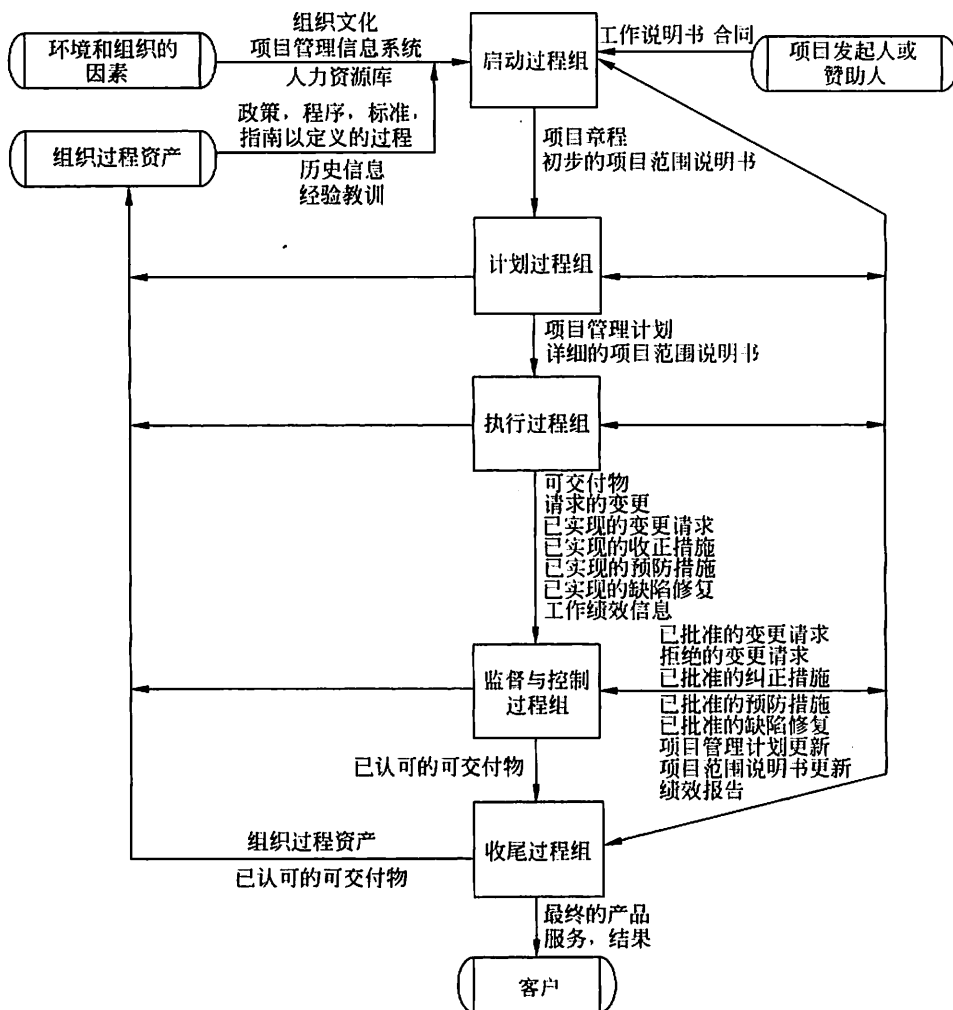 组织文化
环境和组织的
因素
项目管理信息系统
人力资源库
启动过程组
工作说明书 合同
项目发起人或
赞助人
政策，程序，标准，
指南以定义的过程
组织过程资产
历史信息
经验教训
项目章程
初步的项目范围说明书
计划过程组
项目管理计划
详细的项目范围说明书
执行过程组
可交付物
请求的变更
已实现的变更请求
已实现的收正措施
已实现的预防措施
已实现的缺陷修复
工作绩效信息
监督与控制
过程组
已批准的变更请求
拒绝的变更请求
已批准的纠正措施
已批准的预防措施
已批准的缺陷修复
项目管理计划更新
项目范围说明书更新
绩效报告
已认可的可交付物
组织过程资产
已认可的可交付物
收尾过程组
最终的产品
服务，结果
客户